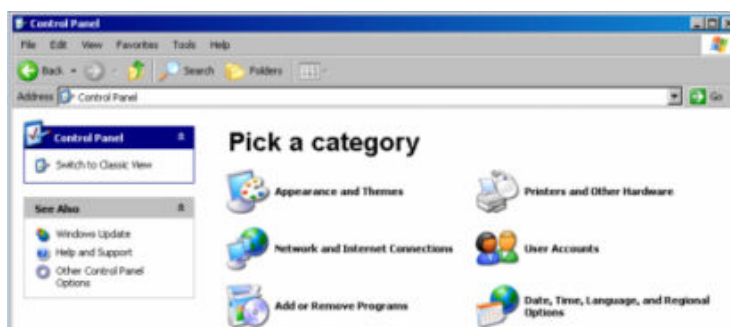 Control Panel
File Edit View Favorites Tools Help
Back Search Folders
Address Control Panel Go
Control Panel
Switch to Classic View
See Also
Windows Update
Help and Support
Other Control Panel
Options
Pick a category
Appearance and Themes
Printers and Other Hardware
Network and Internet Connections
User Accounts
Add or Remove Programs
Date, Time, Language, and Regional
Options